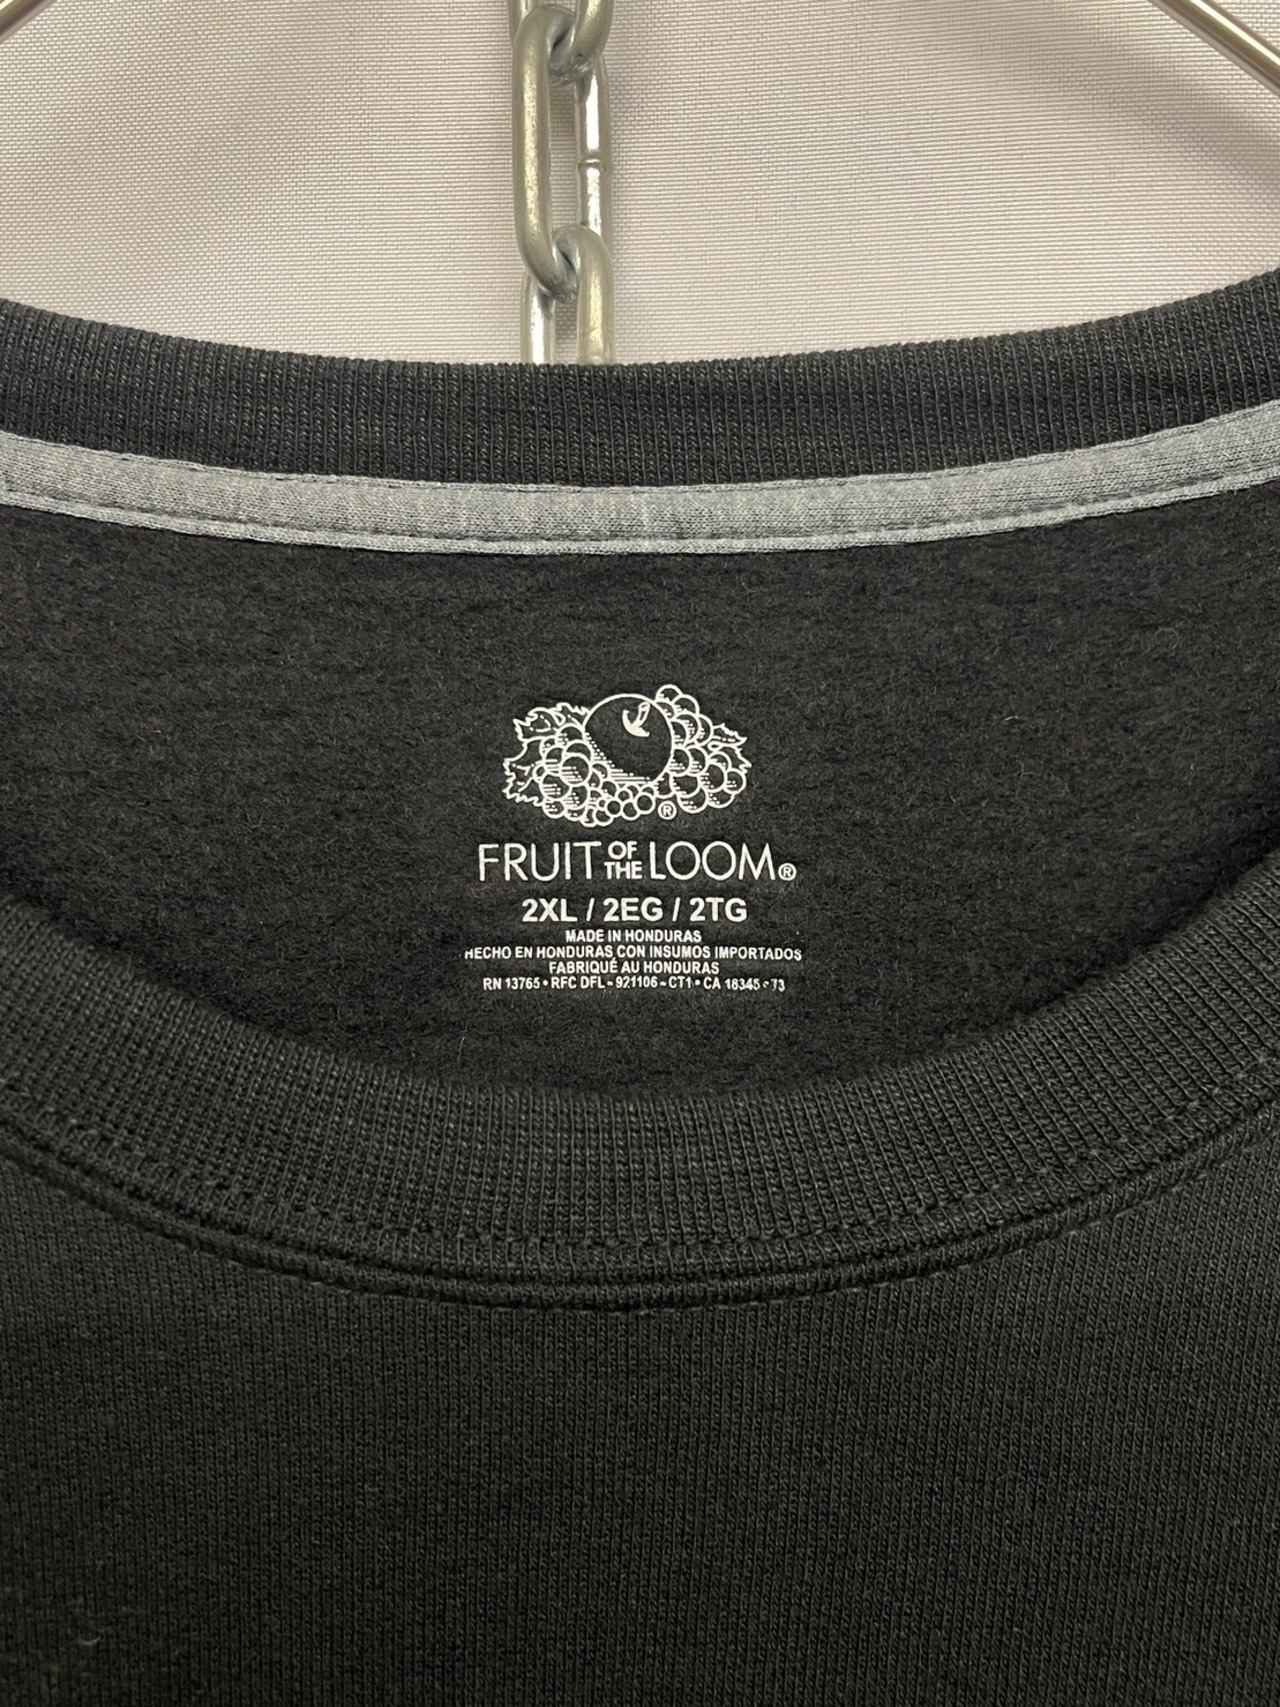 ®
FRUIT OF THE LOOM®
2XL / 2EG / 2TG
MADE IN HONDURAS
HECHO EN HONDURAS CON INSUMOS IMPORTADOS
FABRIQUÉ AU HONDURAS
RN 13765 • RFC DFL - 921106 - CT1 • CA 18345 • 73